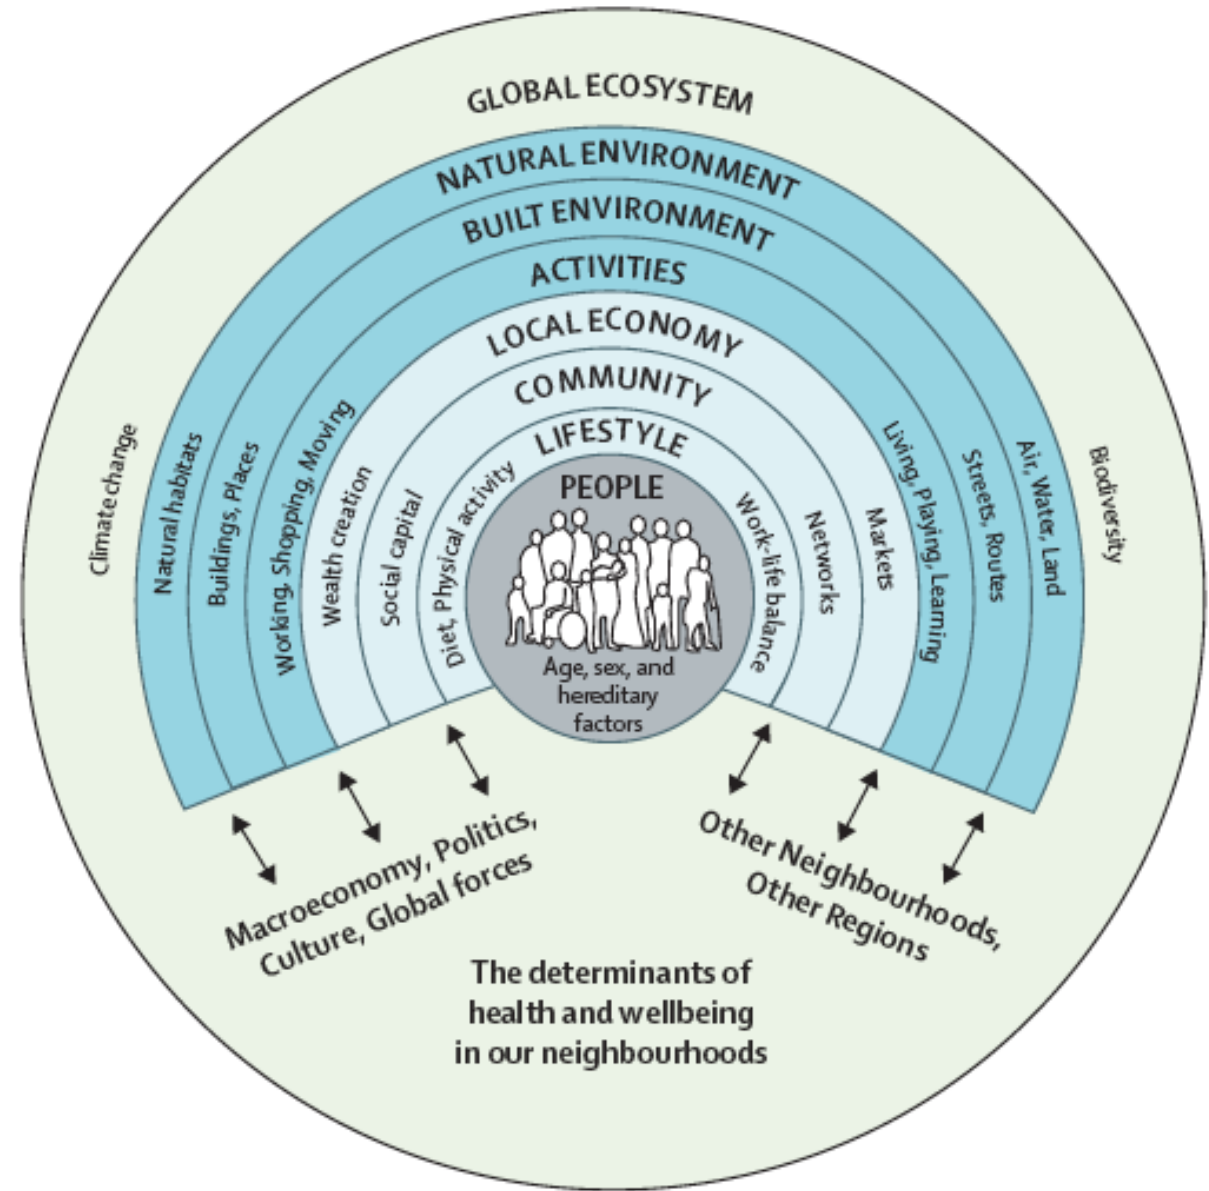 GLOBAL ECOSYSTEM
NATURAL ENVIRONMENT
BUILT ENVIRONMENT
ACTIVITIES
LOCAL ECONOMY
COMMUNITY
LIFESTYLE
PEOPLE
Age, sex, and
hereditary
factors
Climate change
Natural habitats
Buildings, Places
Working, Shopping, Moving
Wealth creation
Social capital
Diet, Physical activity
Work-life balance
Networks
Markets
Living, Playing, Learning
Streets, Routes
Air, Water, Land
Biodiversity
Macroeconomy, Politics,
Culture, Global forces
Other Neighbourhoods,
Other Regions
The determinants of
health and wellbeing
in our neighbourhoods